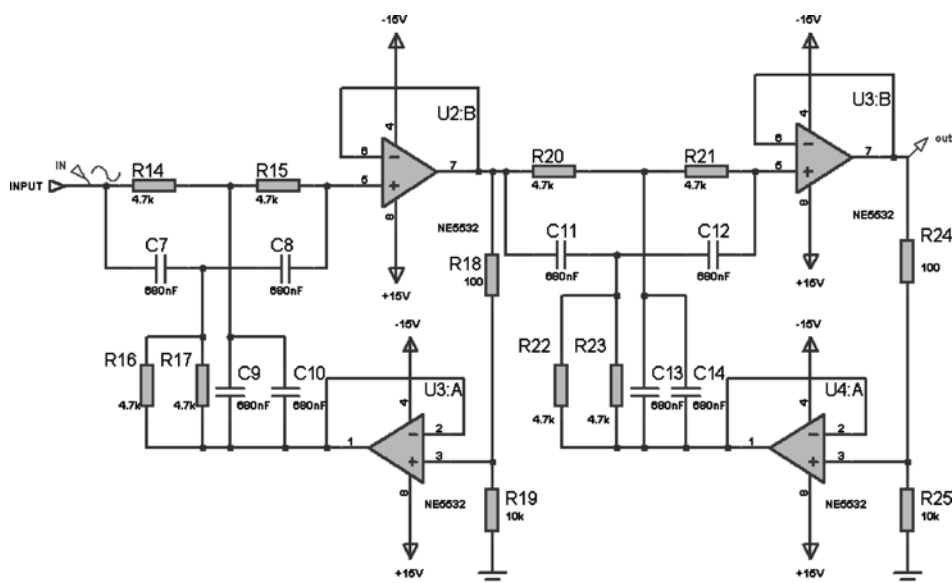 -15V
-15V
U2:B
U3:B
4
4
6
7
5
8
6
7
5
8
out
IN
INPUT
R14
4.7k
R15
4.7k
R20
4.7k
R21
4.7k
NE5532
NE5532
C7
680nF
C8
680nF
C11
680nF
C12
680nF
R18
100
R24
100
+15V
+15V
-15V
-15V
R16
4.7k
R17
4.7k
C9
680nF
C10
680nF
U3:A
R22
4.7k
R23
4.7k
C13
680nF
C14
680nF
U4:A
4
2
1
3
8
4
2
1
3
8
NE5532
NE5532
R19
10k
R25
10k
+15V
+15V